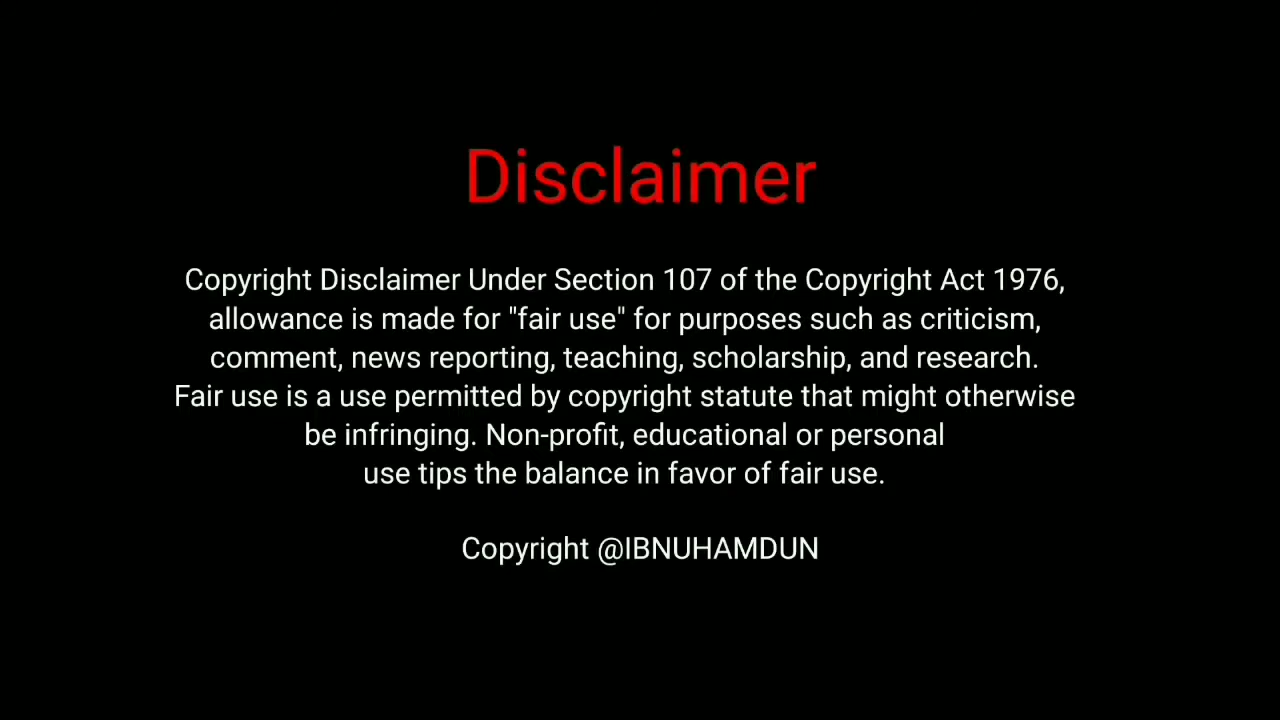 Disclaimer
Copyright Disclaimer Under Section 107 of the Copyright Act 1976,
allowance is made for "fair use" for purposes such as criticism,
comment, news reporting, teaching, scholarship, and research.
Fair use is a use permitted by copyright statute that might otherwise
be infringing. Non-profit, educational or personal
use tips the balance in favor of fair use.
Copyright @IBNUHAMDUN